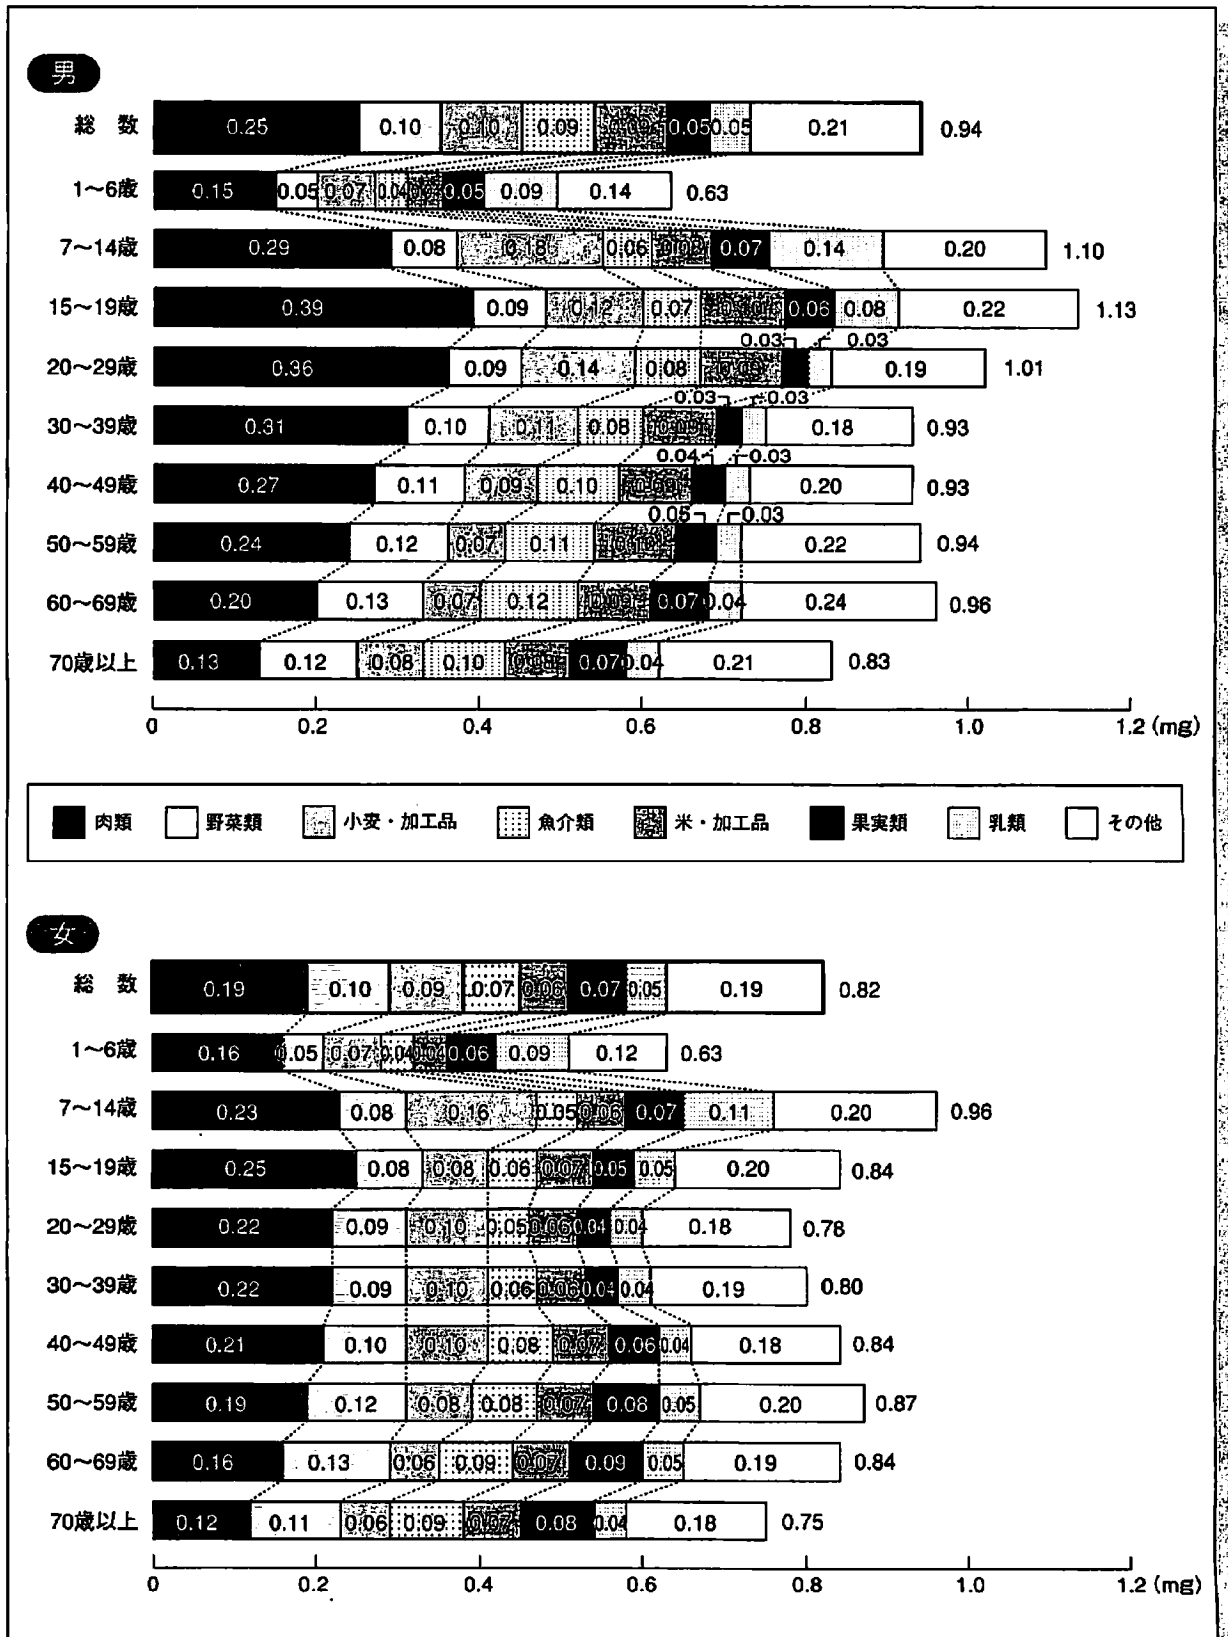 男
総 数 0.25 0.10 0.10 0.09 0.09 0.05 0.05 0.21 0.94
1～6歳 0.15 0.05 0.07 0.04 0.05 0.09 0.14 0.63
7～14歳 0.29 0.08 0.18 0.06 0.07 0.14 0.20 1.10
15～19歳 0.39 0.09 0.12 0.07 0.10 0.06 0.08 0.22 1.13
0.03 0.03
20～29歳 0.36 0.09 0.14 0.08 0.09 0.19 1.01
0.03 0.03
30～39歳 0.31 0.10 0.11 0.08 0.09 0.18 0.93
0.04 0.03
40～49歳 0.27 0.11 0.09 0.10 0.09 0.20 0.93
0.05 0.03
50～59歳 0.24 0.12 0.07 0.11 0.10 0.22 0.94
60～69歳 0.20 0.13 0.07 0.12 0.09 0.07 0.04 0.24 0.96
70歳以上 0.13 0.12 0.08 0.10 0.08 0.07 0.04 0.21 0.83
0 0.2 0.4 0.6 0.8 1.0 1.2 (mg)
肉類 野菜類 小麦・加工品 魚介類 米・加工品 果実類 乳類 その他
女
総 数 0.19 0.10 0.09 0.07 0.06 0.07 0.05 0.19 0.82
1～6歳 0.16 0.05 0.07 0.04 0.04 0.06 0.09 0.12 0.63
7～14歳 0.23 0.08 0.16 0.05 0.06 0.07 0.11 0.20 0.96
15～19歳 0.25 0.08 0.08 0.06 0.07 0.05 0.05 0.20 0.84
20～29歳 0.22 0.09 0.10 0.05 0.06 0.04 0.04 0.18 0.78
30～39歳 0.22 0.09 0.10 0.06 0.06 0.04 0.04 0.19 0.80
40～49歳 0.21 0.10 0.10 0.08 0.07 0.06 0.04 0.18 0.84
50～59歳 0.19 0.12 0.08 0.08 0.07 0.08 0.05 0.20 0.87
60～69歳 0.16 0.13 0.06 0.09 0.07 0.09 0.05 0.19 0.84
70歳以上 0.12 0.11 0.06 0.09 0.07 0.08 0.04 0.18 0.75
0 0.2 0.4 0.6 0.8 1.0 1.2 (mg)